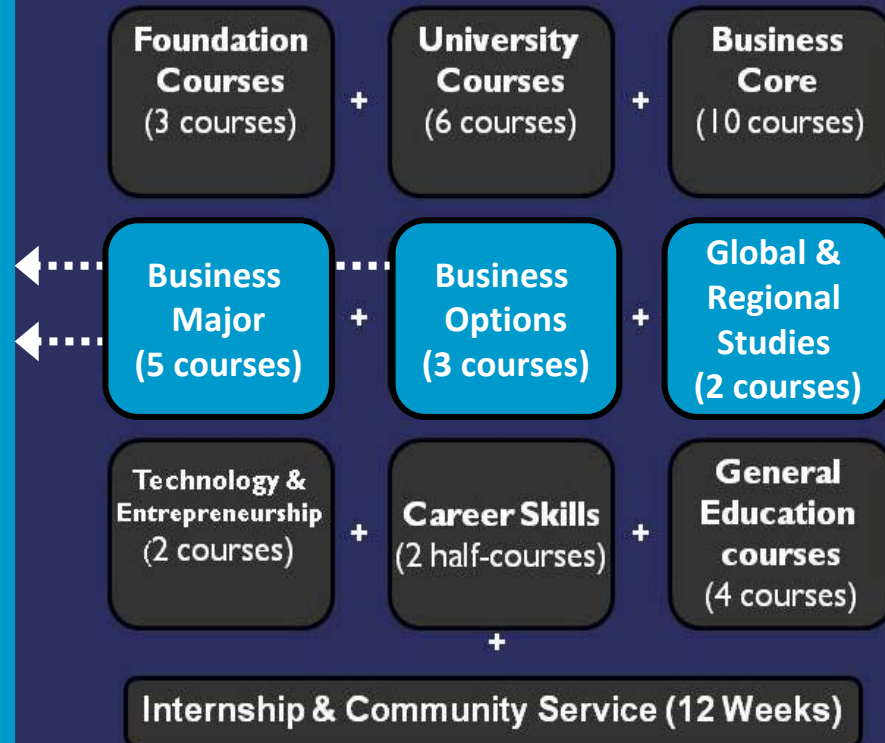 Foundation
Courses
(3 courses)
+
University
Courses
(6 courses)
+
Business
Core
(10 courses)
Business
Major
(5 courses)
+
Business
Options
(3 courses)
+
Global &
Regional
Studies
(2 courses)
Technology &
Entrepreneurship
(2 courses)
+
Career Skills
(2 half-courses)
+
General
Education
courses
(4 courses)
+
Internship & Community Service (12 Weeks)